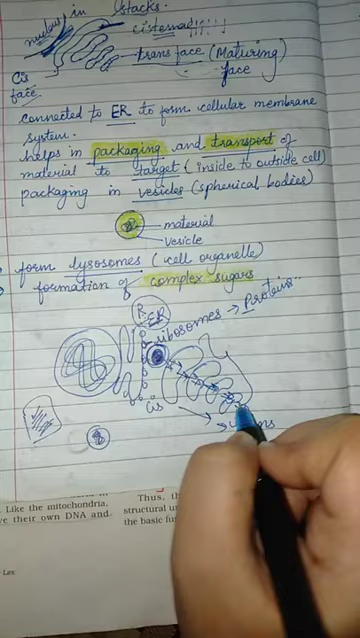 in Stacks.
nucleus
cisternae!!!!!
trans face (Maturing)
face
Cis
face
connected to ER to form cellular membrane
system.
helps in packaging and transport of
material to target (inside to outside cell)
packaging in vesicles (spherical bodies)
material
vesicle
form lysosomes (cell organelle)
formation of complex sugars
R.
ER
ribosomes → Protein
Cis
Like the mitochondria,
ve their own DNA and
Thus, th
structural un
the basic fu